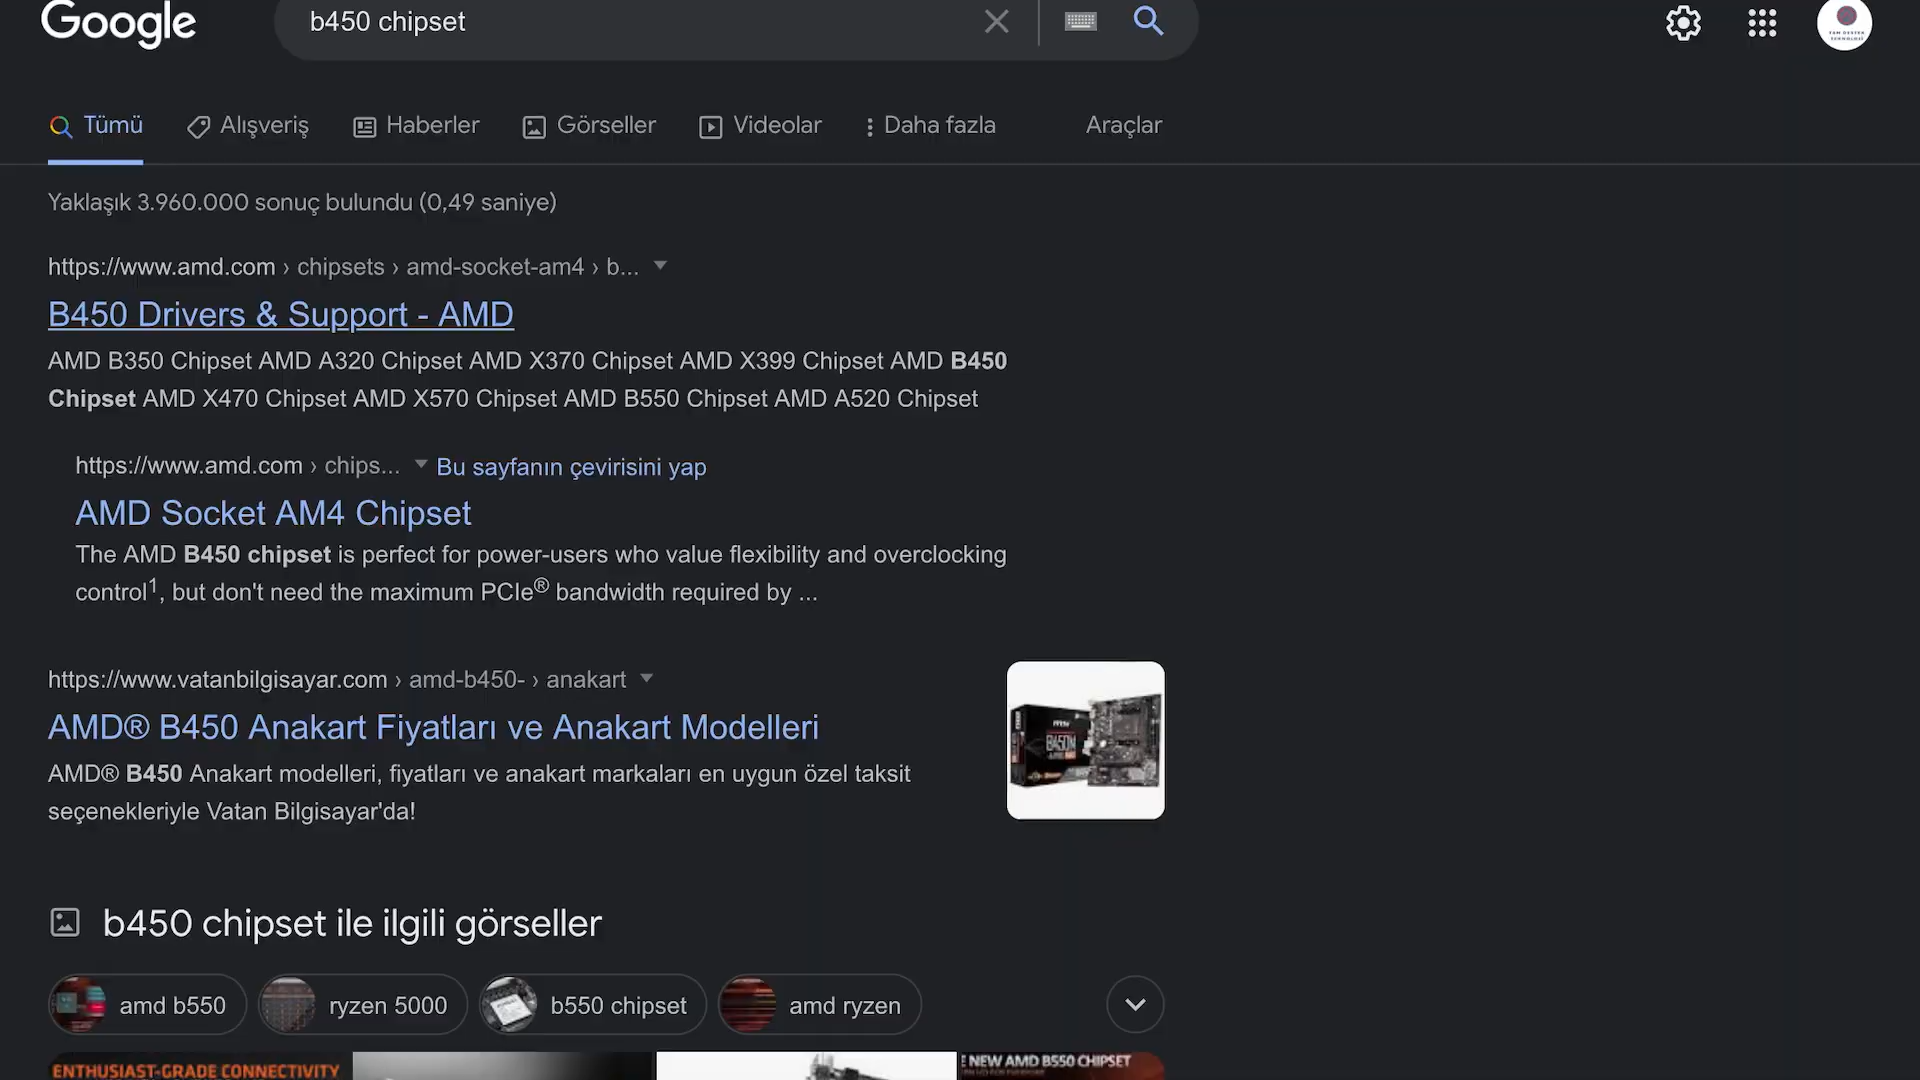 Google
b450 chipset
TAM DESTEK
TEKNOLOJİ
Tümü
Alışveriş
Haberler
Görseller
Videolar
Daha fazla
Araçlar
Yaklaşık 3.960.000 sonuç bulundu (0,49 saniye)
https://www.amd.com › chipsets › amd-socket-am4 › b...
B450 Drivers & Support - AMD
AMD B350 Chipset AMD A320 Chipset AMD X370 Chipset AMD X399 Chipset AMD B450
Chipset AMD X470 Chipset AMD X570 Chipset AMD B550 Chipset AMD A520 Chipset
https://www.amd.com › chips... Bu sayfanın çevirisini yap
AMD Socket AM4 Chipset
The AMD B450 chipset is perfect for power-users who value flexibility and overclocking
control1, but don't need the maximum PCIe® bandwidth required by ...
https://www.vatanbilgisayar.com › amd-b450- › anakart
AMD® B450 Anakart Fiyatları ve Anakart Modelleri
AMD® B450 Anakart modelleri, fiyatları ve anakart markaları en uygun özel taksit
seçenekleriyle Vatan Bilgisayar'da!
B450M
b450 chipset ile ilgili görseller
amd b550
ryzen 5000
b550 chipset
amd ryzen
ENTHUSIAST-GRADE CONNECTIVITY
NEW AMD B550 CHIPSET